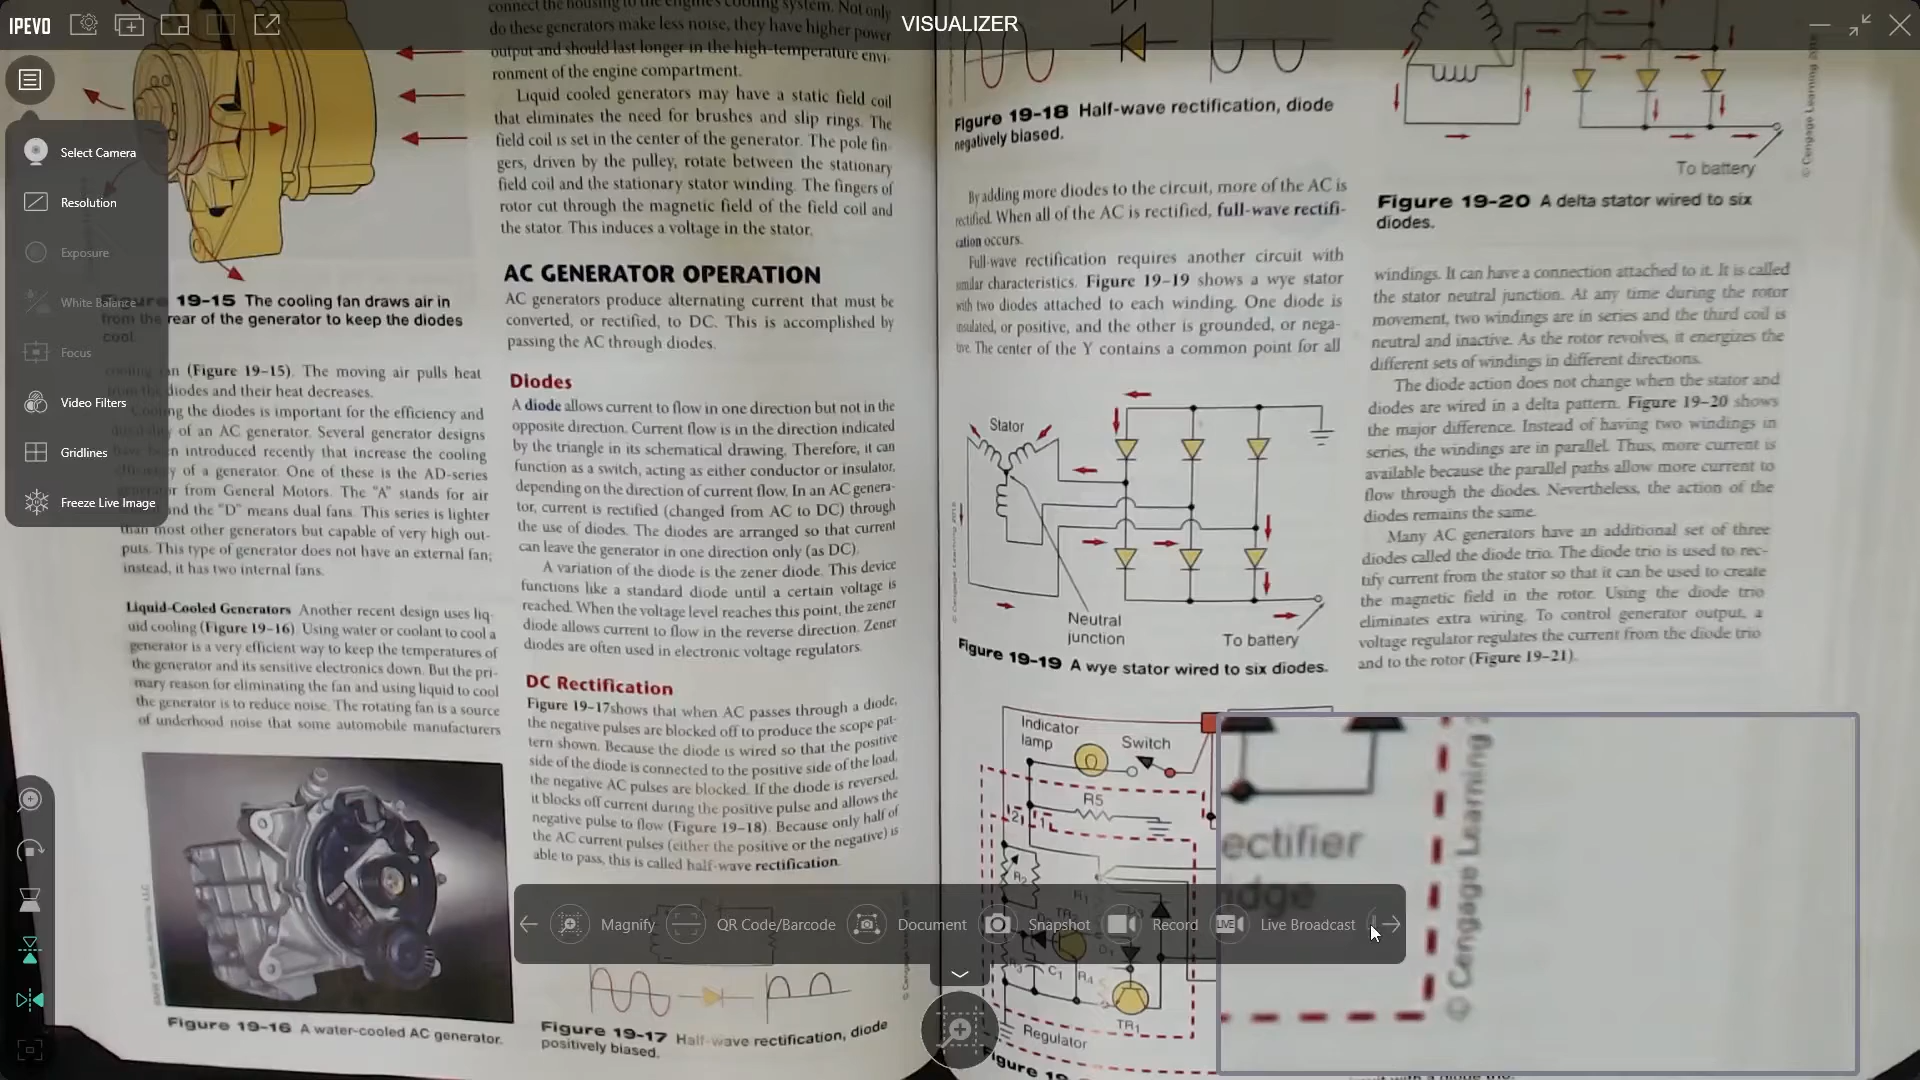 IPEVO
VISUALIZER
Select Camera
Resolution
Exposure
White Balance
Focus
Video Filters
Gridlines
Freeze Live Image
19-15 The cooling fan draws air in
from the rear of the generator to keep the diodes
cool.
(Figure 19-15). The moving air pulls heat
diodes and their heat decreases.
Cooling the diodes is important for the efficiency and
of an AC generator. Several generator designs
introduced recently that increase the cooling
of a generator. One of these is the AD-series
from General Motors. The "A" stands for air
and the "D" means dual fans. This series is lighter
than most other generators but capable of very high out-
puts. This type of generator does not have an external fan;
instead, it has two internal fans.
Liquid-Cooled Generators Another recent design uses liq-
uid cooling (Figure 19-16). Using water or coolant to cool a
generator is a very efficient way to keep the temperatures of
the generator and its sensitive electronics down. But the pri-
mary reason for eliminating the fan and using liquid to cool
the generator is to reduce noise. The rotating fan is a source
of underhood noise that some automobile manufacturers
Figure 19-16 A water-cooled AC generator.
connect the housing to the engine's cooling system. Not only
do these generators make less noise, they have higher power
output and should last longer in the high-temperature envi-
ronment of the engine compartment.
Liquid cooled generators may have a static field coil
that eliminates the need for brushes and slip rings. The
field coil is set in the center of the generator. The pole fin-
gers, driven by the pulley, rotate between the stationary
field coil and the stationary stator winding. The fingers of
rotor cut through the magnetic field of the field coil and
the stator. This induces a voltage in the stator.
AC GENERATOR OPERATION
AC generators produce alternating current that must be
converted, or rectified, to DC. This is accomplished by
passing the AC through diodes.
Diodes
A diode allows current to flow in one direction but not in the
opposite direction. Current flow is in the direction indicated
by the triangle in its schematical drawing. Therefore, it can
function as a switch, acting as either conductor or insulator,
depending on the direction of current flow. In an AC genera-
tor, current is rectified (changed from AC to DC) through
the use of diodes. The diodes are arranged so that current
can leave the generator in one direction only (as DC).
A variation of the diode is the zener diode. This device
functions like a standard diode until a certain voltage is
reached. When the voltage level reaches this point, the zener
diode allows current to flow in the reverse direction. Zener
diodes are often used in electronic voltage regulators.
DC Rectification
Figure 19-17 shows that when AC passes through a diode,
the negative pulses are blocked off to produce the scope pat-
tern shown. Because the diode is wired so that the positive
side of the diode is connected to the positive side of the load,
the negative AC pulses are blocked. If the diode is reversed,
it blocks off current during the positive pulse and allows the
negative pulse to flow (Figure 19-18). Because only half of
the AC current pulses (either the positive or the negative) is
able to pass, this is called half-wave rectification.
Figure 19-17 Half-wave rectification, diode
positively biased.
Figure 19-18 Half-wave rectification, diode
negatively biased.
By adding more diodes to the circuit, more of the AC is
rectified. When all of the AC is rectified, full-wave rectifi-
cation occurs.
Full-wave rectification requires another circuit with
similar characteristics. Figure 19-19 shows a wye stator
with two diodes attached to each winding. One diode is
insulated, or positive, and the other is grounded, or nega-
tive. The center of the Y contains a common point for all
Stator
Neutral
junction
To battery
Figure 19-19 A wye stator wired to six diodes.
Indicator
lamp
Switch
R5
2
1
R2
R1
TR2
D3
R3
C1
R4
D1
TR1
Regulator
Figure 19-
To battery
© Cengage Learning 2015
Figure 19-20 A delta stator wired to six
diodes.
windings. It can have a connection attached to it. It is called
the stator neutral junction. At any time during the rotor
movement, two windings are in series and the third coil is
neutral and inactive. As the rotor revolves, it energizes the
different sets of windings in different directions.
The diode action does not change when the stator and
diodes are wired in a delta pattern. Figure 19-20 shows
the major difference. Instead of having two windings in
series, the windings are in parallel. Thus, more current is
available because the parallel paths allow more current to
flow through the diodes. Nevertheless, the action of the
diodes remains the same.
Many AC generators have an additional set of three
diodes called the diode trio. The diode trio is used to rec-
tify current from the stator so that it can be used to create
the magnetic field in the rotor. Using the diode trio
eliminates extra wiring. To control generator output, a
voltage regulator regulates the current from the diode trio
and to the rotor (Figure 19-21).
ectifier
idge
© Cengage Learning
Magnify
QR Code/Barcode
Document
Snapshot
Record
LIVE
Live Broadcast